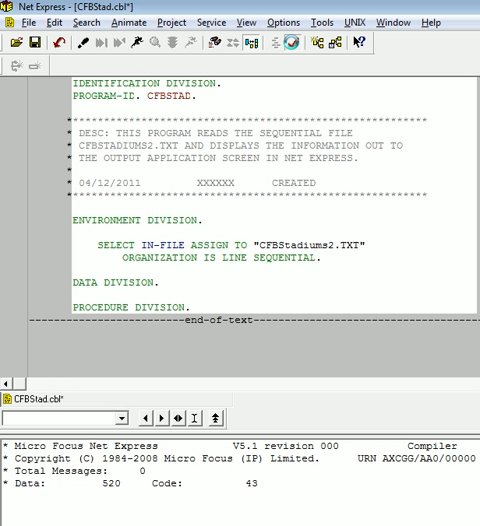 Net Express - [CFBStad.cbl*]
File Edit Search Animate Project Service View Options Tools UNIX Window Help
IDENTIFICATION DIVISION.
PROGRAM-ID. CFBSTAD.
*********************************************************
* DESC: THIS PROGRAM READS THE SEQUENTIAL FILE
* CFBSTADIUMS2.TXT AND DISPLAYS THE INFORMATION OUT TO
* THE OUTPUT APPLICATION SCREEN IN NET EXPRESS.
*
* 04/12/2011 XXXXXX CREATED
*********************************************************
ENVIRONMENT DIVISION.
SELECT IN-FILE ASSIGN TO "CFBStadiums2.TXT"
ORGANIZATION IS LINE SEQUENTIAL.
DATA DIVISION.
PROCEDURE DIVISION.
-------------------------end-of-text-----------------------------------
CFBStad.cbl*
* Micro Focus Net Express V5.1 revision 000 Compiler
* Copyright (C) 1984-2008 Micro Focus (IP) Limited. URN AXCGG/AA0/00000
* Total Messages: 0
* Data: 520 Code: 43